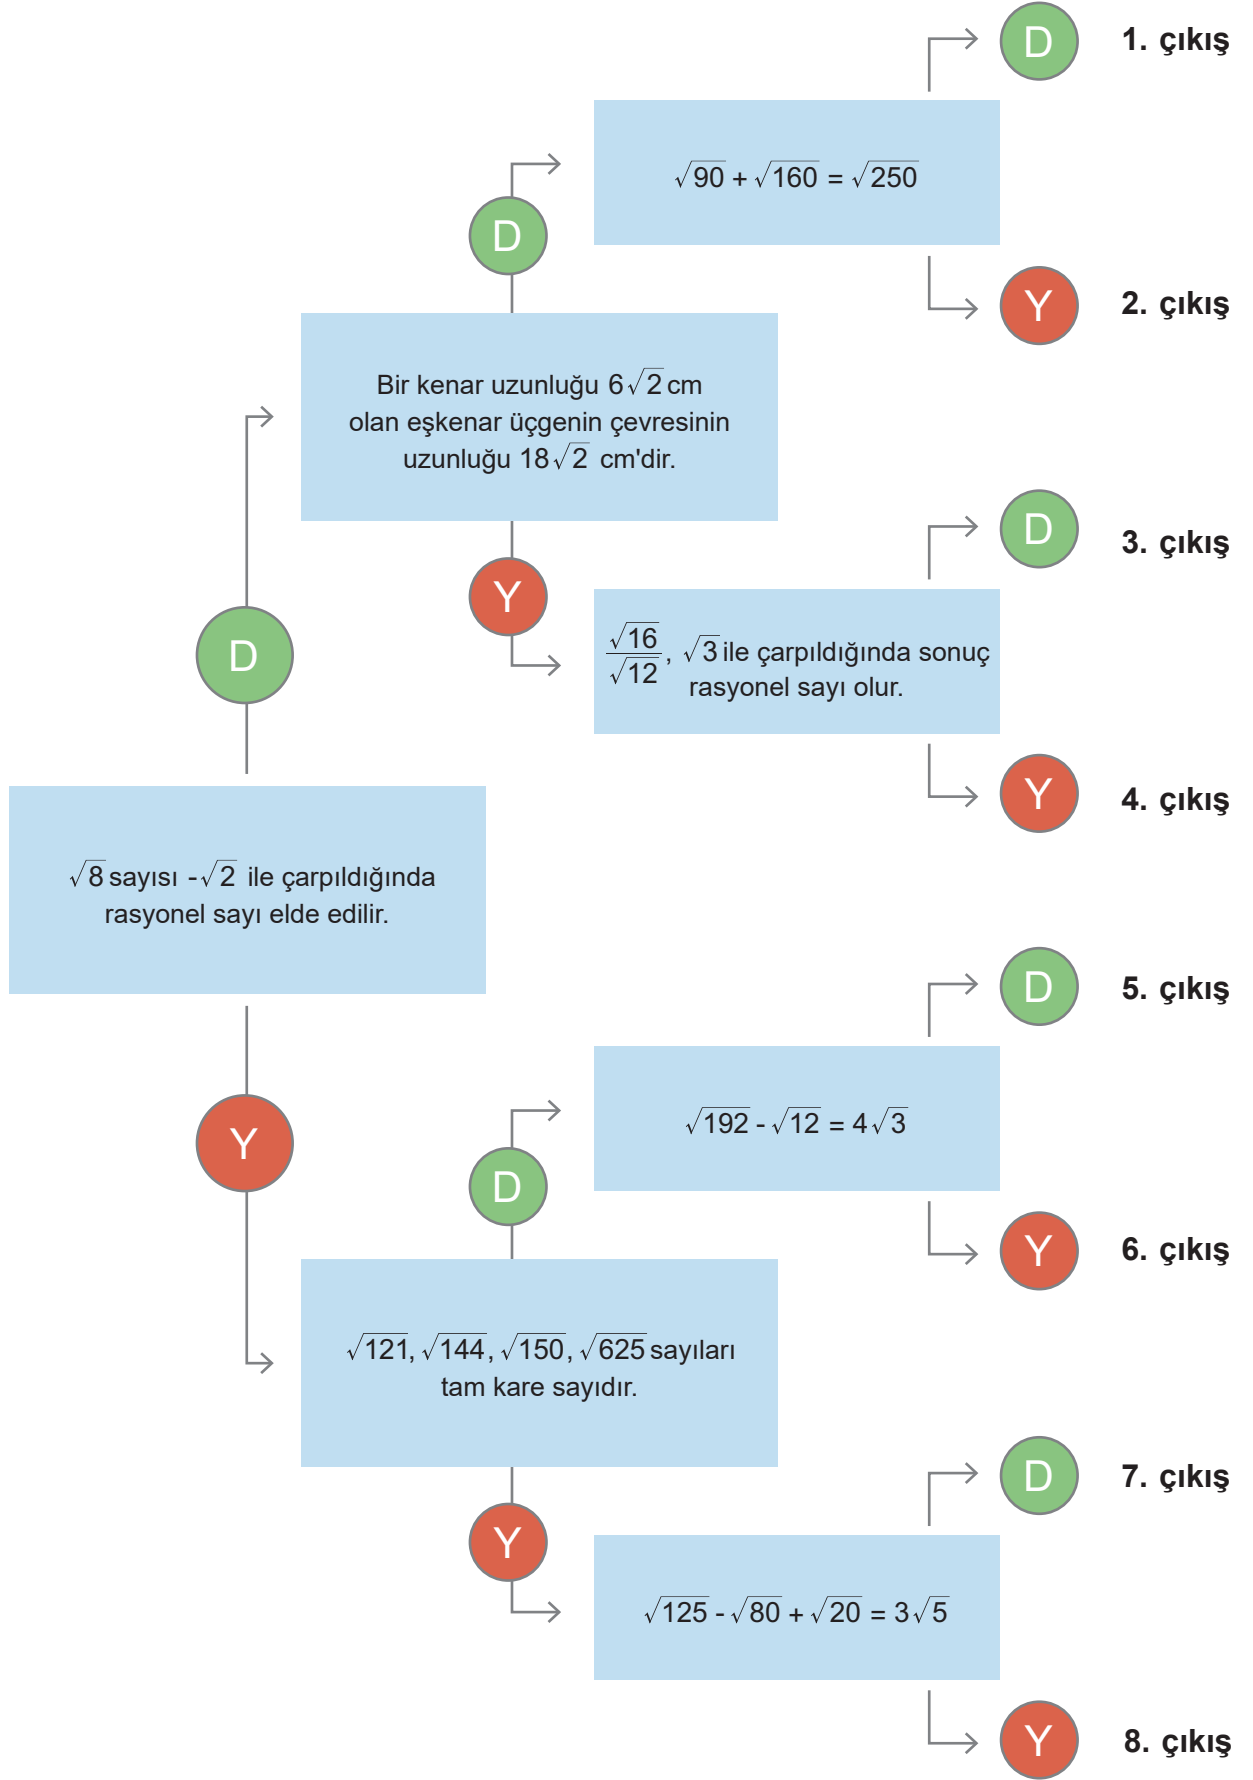 D 1. çıkış
√90 + √160 = √250
D
Y 2. çıkış
Bir kenar uzunluğu 6√2 cm
olan eşkenar üçgenin çevresinin
uzunluğu 18√2 cm'dir.
D 3. çıkış
Y
D
√16/√12, √3 ile çarpıldığında sonuç
rasyonel sayı olur.
Y 4. çıkış
√8 sayısı -√2 ile çarpıldığında
rasyonel sayı elde edilir.
D 5. çıkış
√192 - √12 = 4√3
Y
D
Y 6. çıkış
√121, √144, √150, √625 sayıları
tam kare sayıdır.
D 7. çıkış
Y
√125 - √80 + √20 = 3√5
Y 8. çıkış